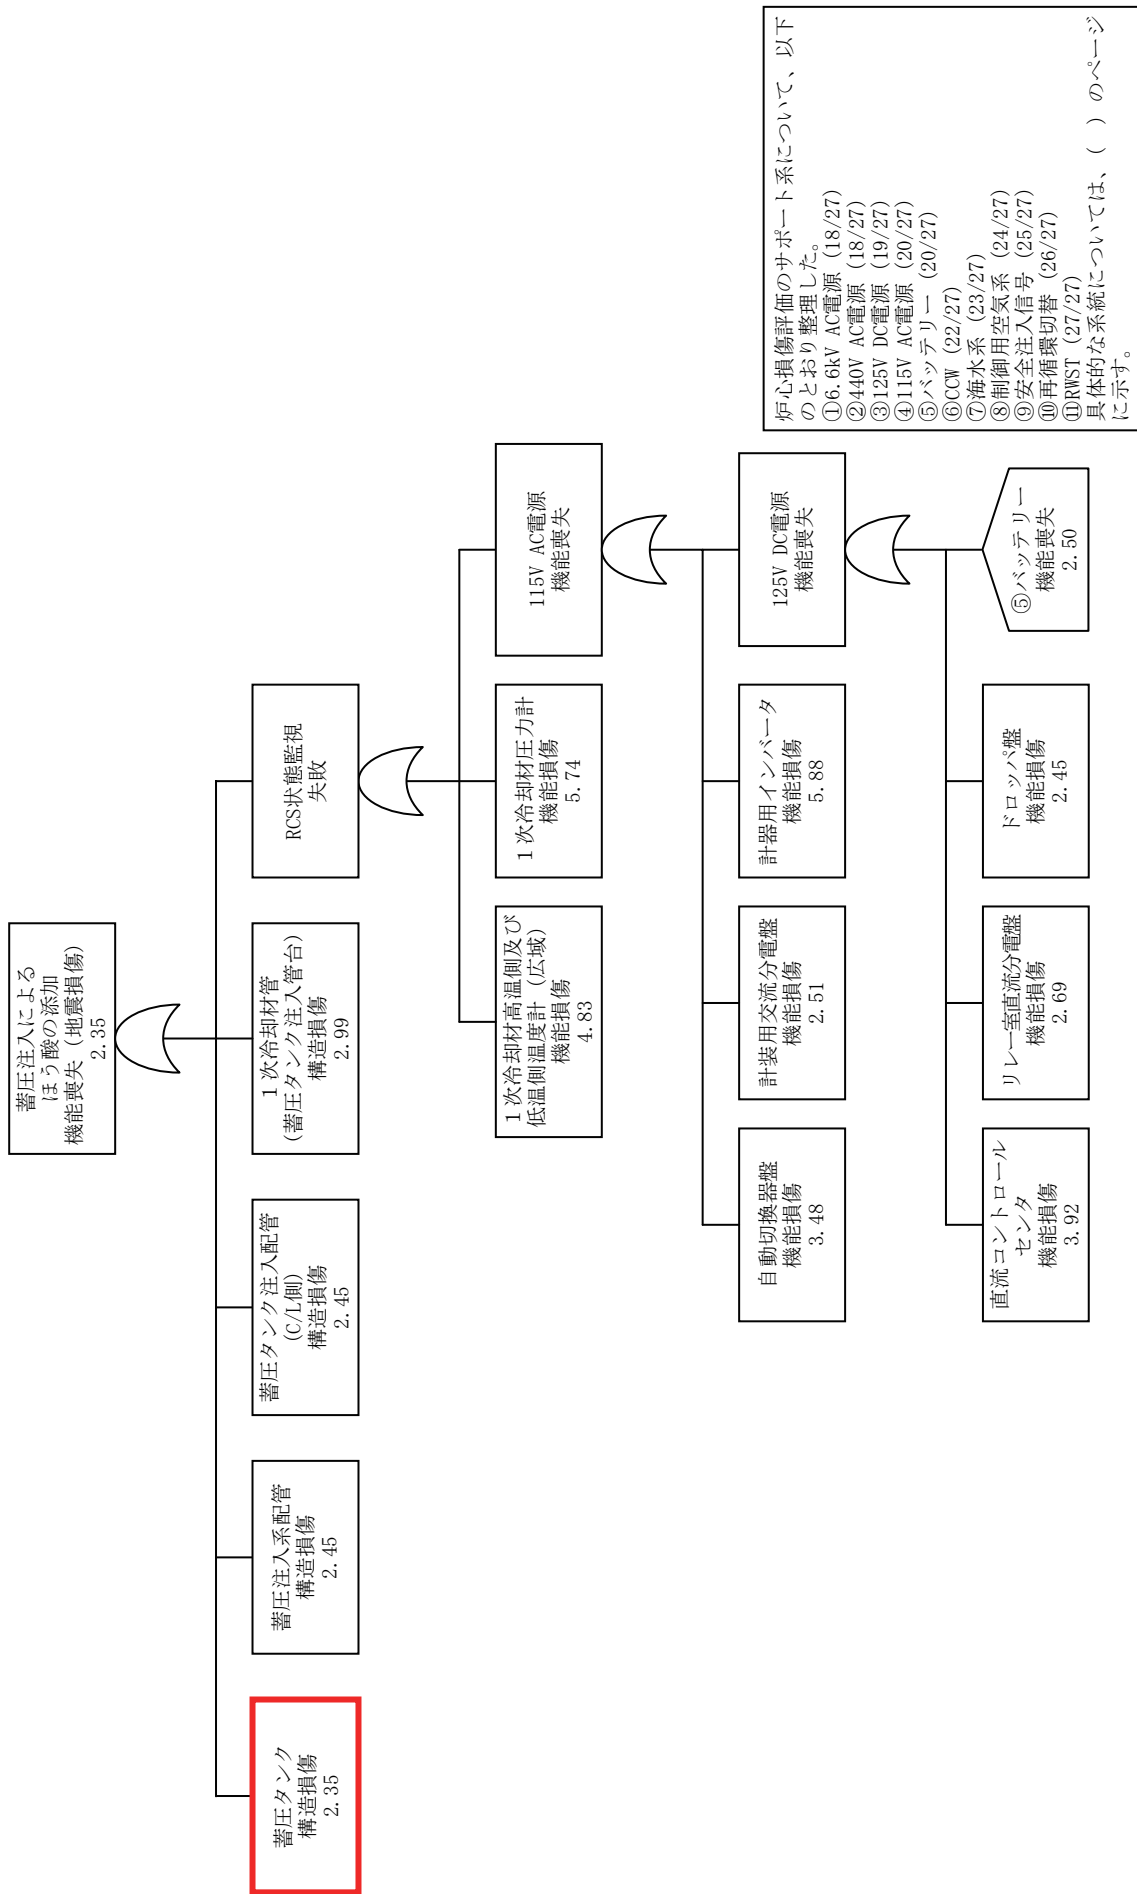 蓄圧注入による
ほう酸の添加
機能喪失（地震損傷）
2.35
蓄圧タンク
構造損傷
2.35
蓄圧注入系配管
構造損傷
2.45
蓄圧タンク注入配管
(C/L側)
構造損傷
2.45
１次冷却材管
(蓄圧タンク注入管台)
構造損傷
2.99
RCS状態監視
失敗
１次冷却材高温側及び
低温側温度計（広域）
機能損傷
4.83
１次冷却材圧力計
機能損傷
5.74
115V AC電源
機能喪失
自動切換器盤
機能損傷
3.48
計装用交流分電盤
機能損傷
2.51
計器用インバータ
機能損傷
5.88
125V DC電源
機能喪失
直流コントロール
センタ
機能損傷
3.92
リレー室直流分電盤
機能損傷
2.69
ドロッパ盤
機能損傷
2.45
⑤バッテリー
機能喪失
2.50
炉心損傷評価のサポート系について、以下
のとおり整理した。
①6.6kV AC電源（18/27)
②440V AC電源（18/27)
③125V DC電源（19/27)
④115V AC電源（20/27)
⑤バッテリー（20/27)
⑥CCW（22/27)
⑦海水系（23/27)
⑧制御用空気系（24/27)
⑨安全注入信号（25/27)
⑩再循環切替（26/27)
⑪RWST（27/27)
具体的な系統については、（ ）のページ
に示す。